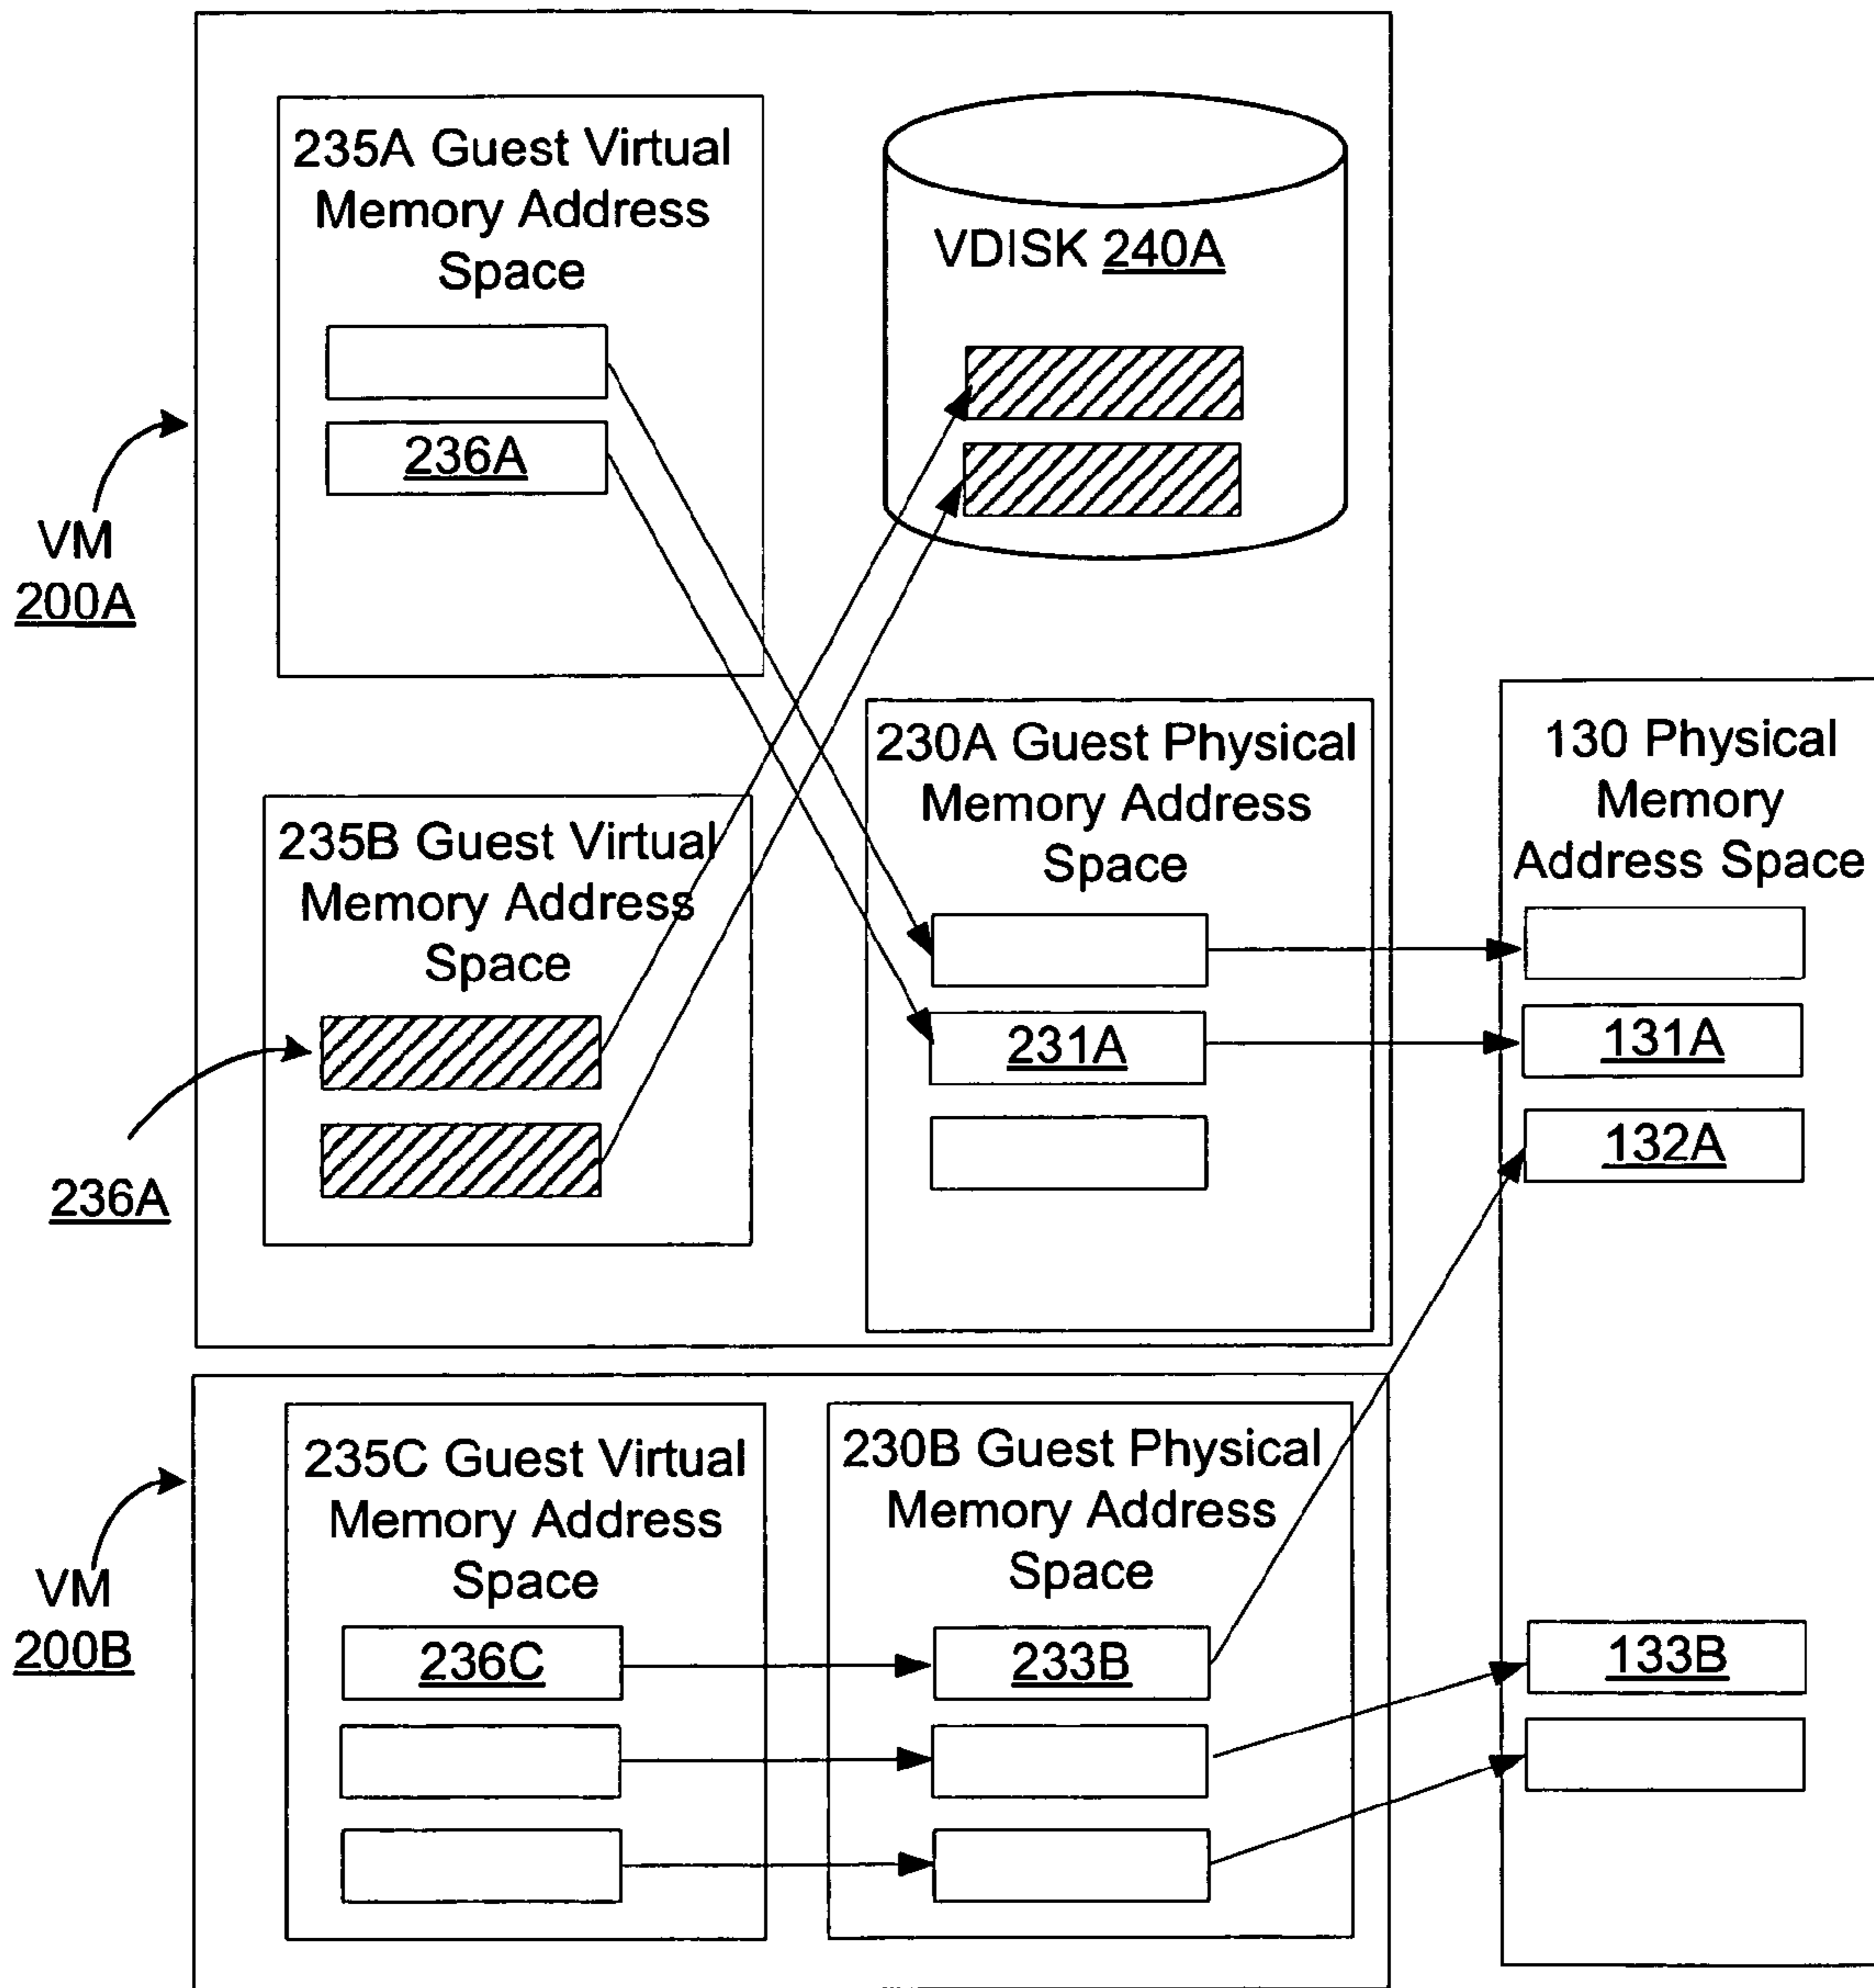 235A Guest Virtual
Memory Address
Space
236A
VDISK 240A
VM
200A
235B Guest Virtual
Memory Address
Space
236A
230A Guest Physical
Memory Address
Space
231A
130 Physical
Memory
Address Space
131A
132A
235C Guest Virtual
Memory Address
Space
236C
230B Guest Physical
Memory Address
Space
233B
VM
200B
133B